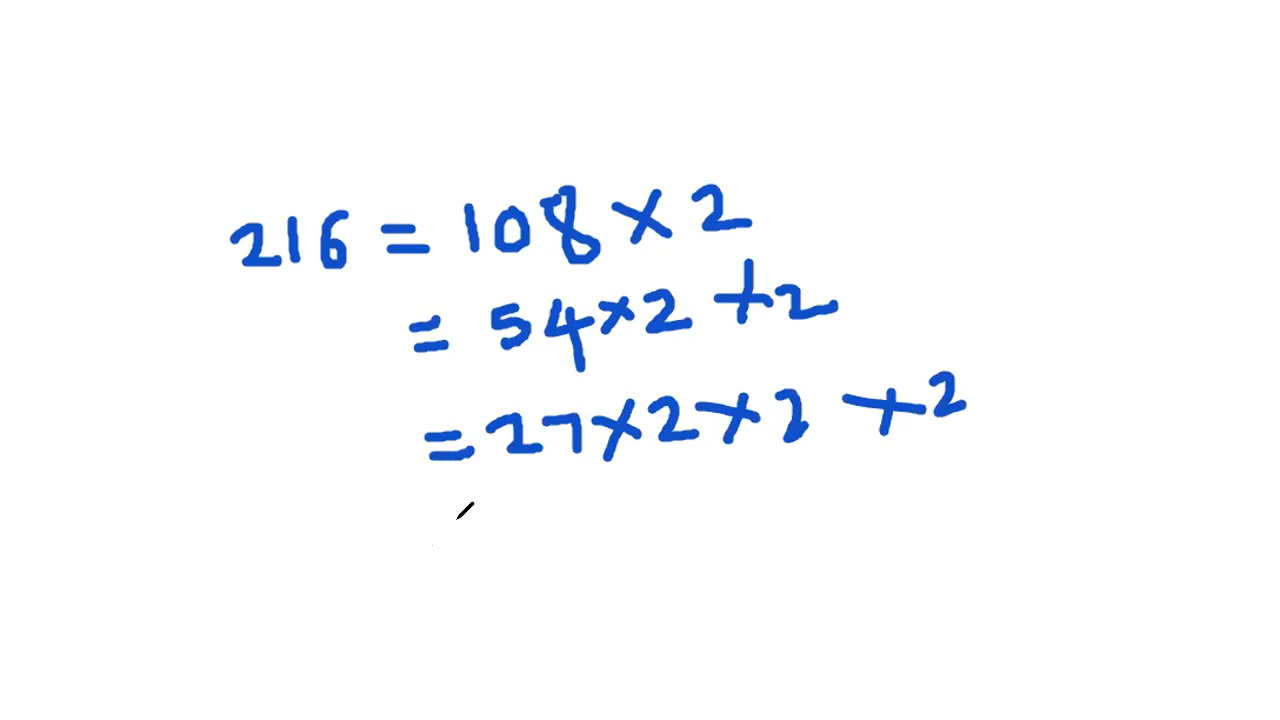 216 = 108 × 2
= 54 × 2 × 2
= 27 × 2 × 2 × 2